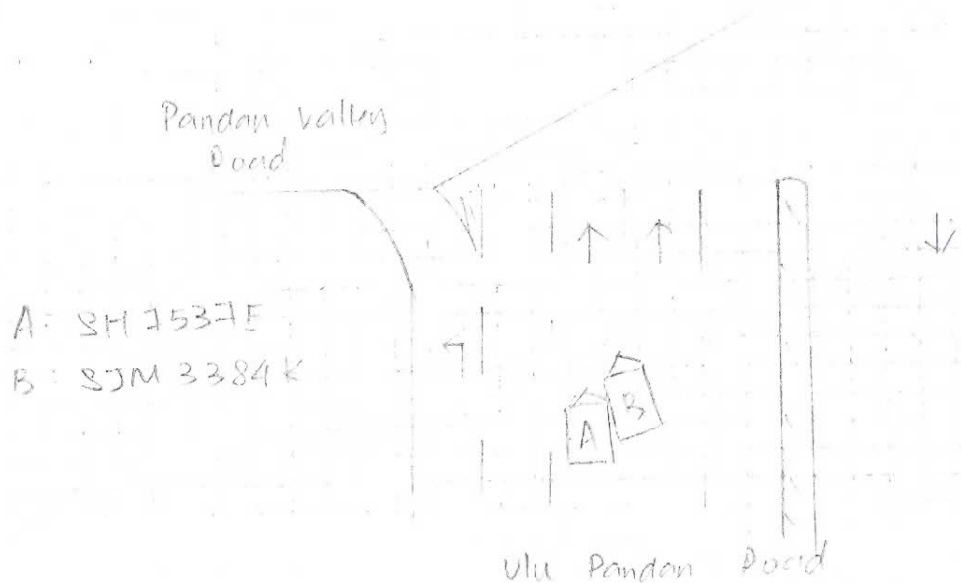 Pandan Valley
Road
A: SH 7537E
B: SJM 3384K
A
B
Ulu Pandan Road